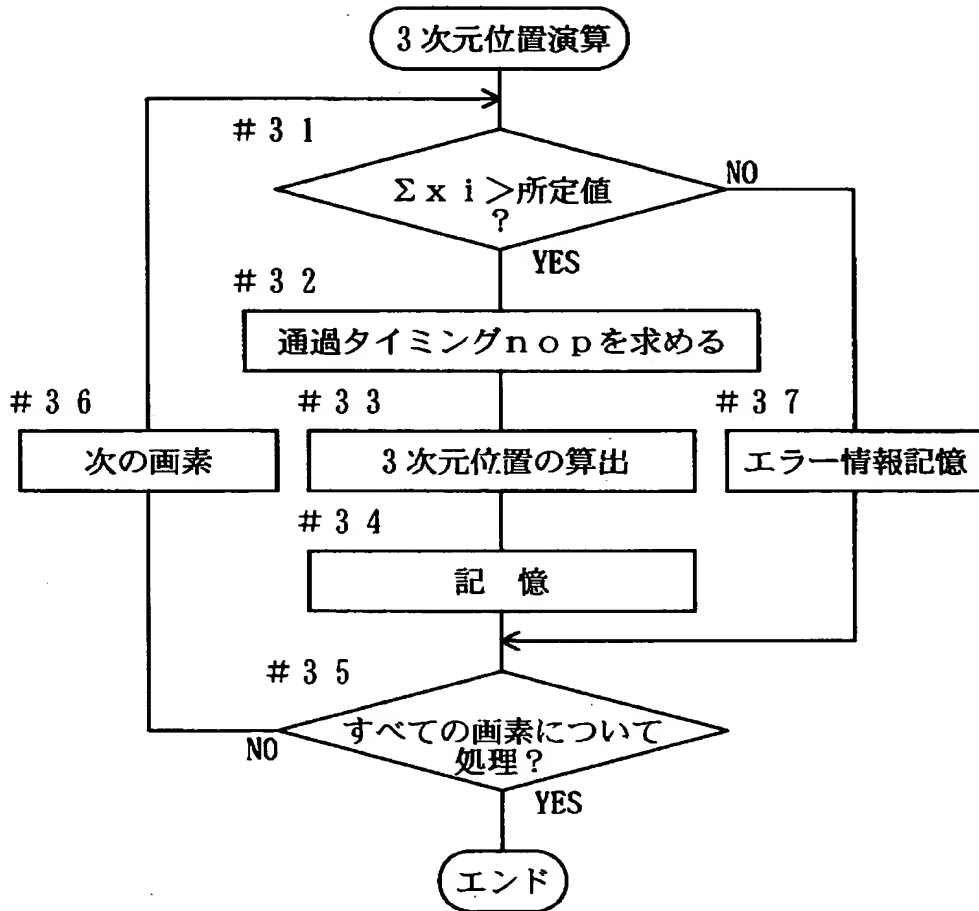 3次元位置演算
#31
Σxi>所定値
?
NO
YES
#32
通過タイミングnopを求める
#36
#33
#37
次の画素
3次元位置の算出
エラー情報記憶
#34
記 憶
#35
すべての画素について
処理?
NO
YES
エンド